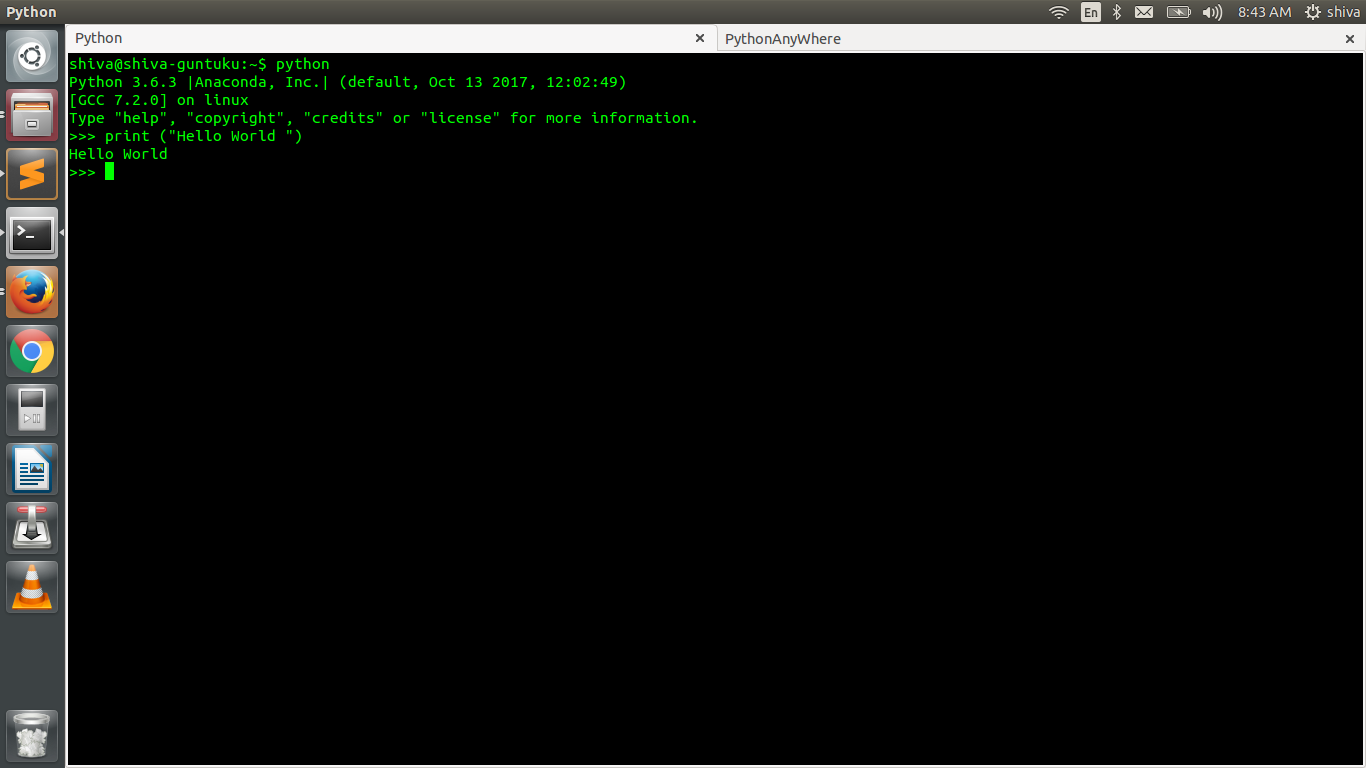 Python
En
8:43 AM
shiva
Python
PythonAnyWhere
shiva@shiva-guntuku:~$ python
Python 3.6.3 |Anaconda, Inc.| (default, Oct 13 2017, 12:02:49)
[GCC 7.2.0] on linux
Type "help", "copyright", "credits" or "license" for more information.
>>> print ("Hello World ")
Hello World
>>>